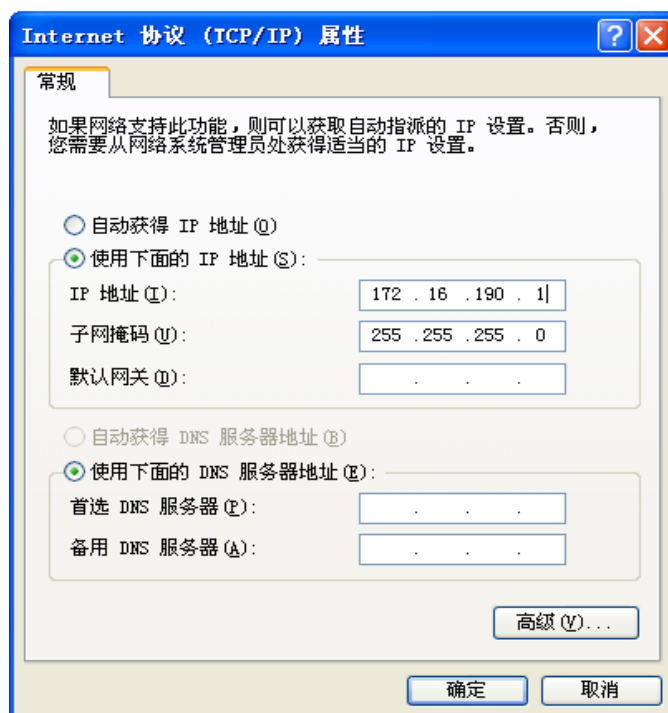 Internet 协议 (TCP/IP) 属性
常规
如果网络支持此功能,则可以获取自动指派的 IP 设置。否则,
您需要从网络系统管理员处获得适当的 IP 设置。
自动获得 IP 地址(O)
使用下面的 IP 地址(S):
IP 地址(I): 172 . 16 .190 . 1
子网掩码(U): 255 .255 .255 . 0
默认网关(D): . . .
自动获得 DNS 服务器地址(B)
使用下面的 DNS 服务器地址(E):
首选 DNS 服务器(P): . . .
备用 DNS 服务器(A): . . .
高级(V)...
确定 取消